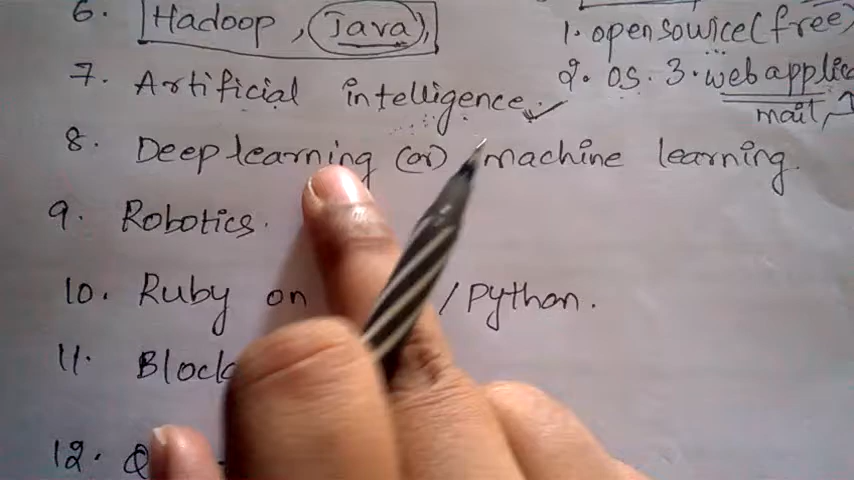 6. Hadoop, Java,
1. opensource(free)
7. Artificial intelligence.
2. OS. 3. web applic
mail,
8. Deep learning (or) machine learning.
9. Robotics.
10. Ruby on / Python.
11. Block
12. Q